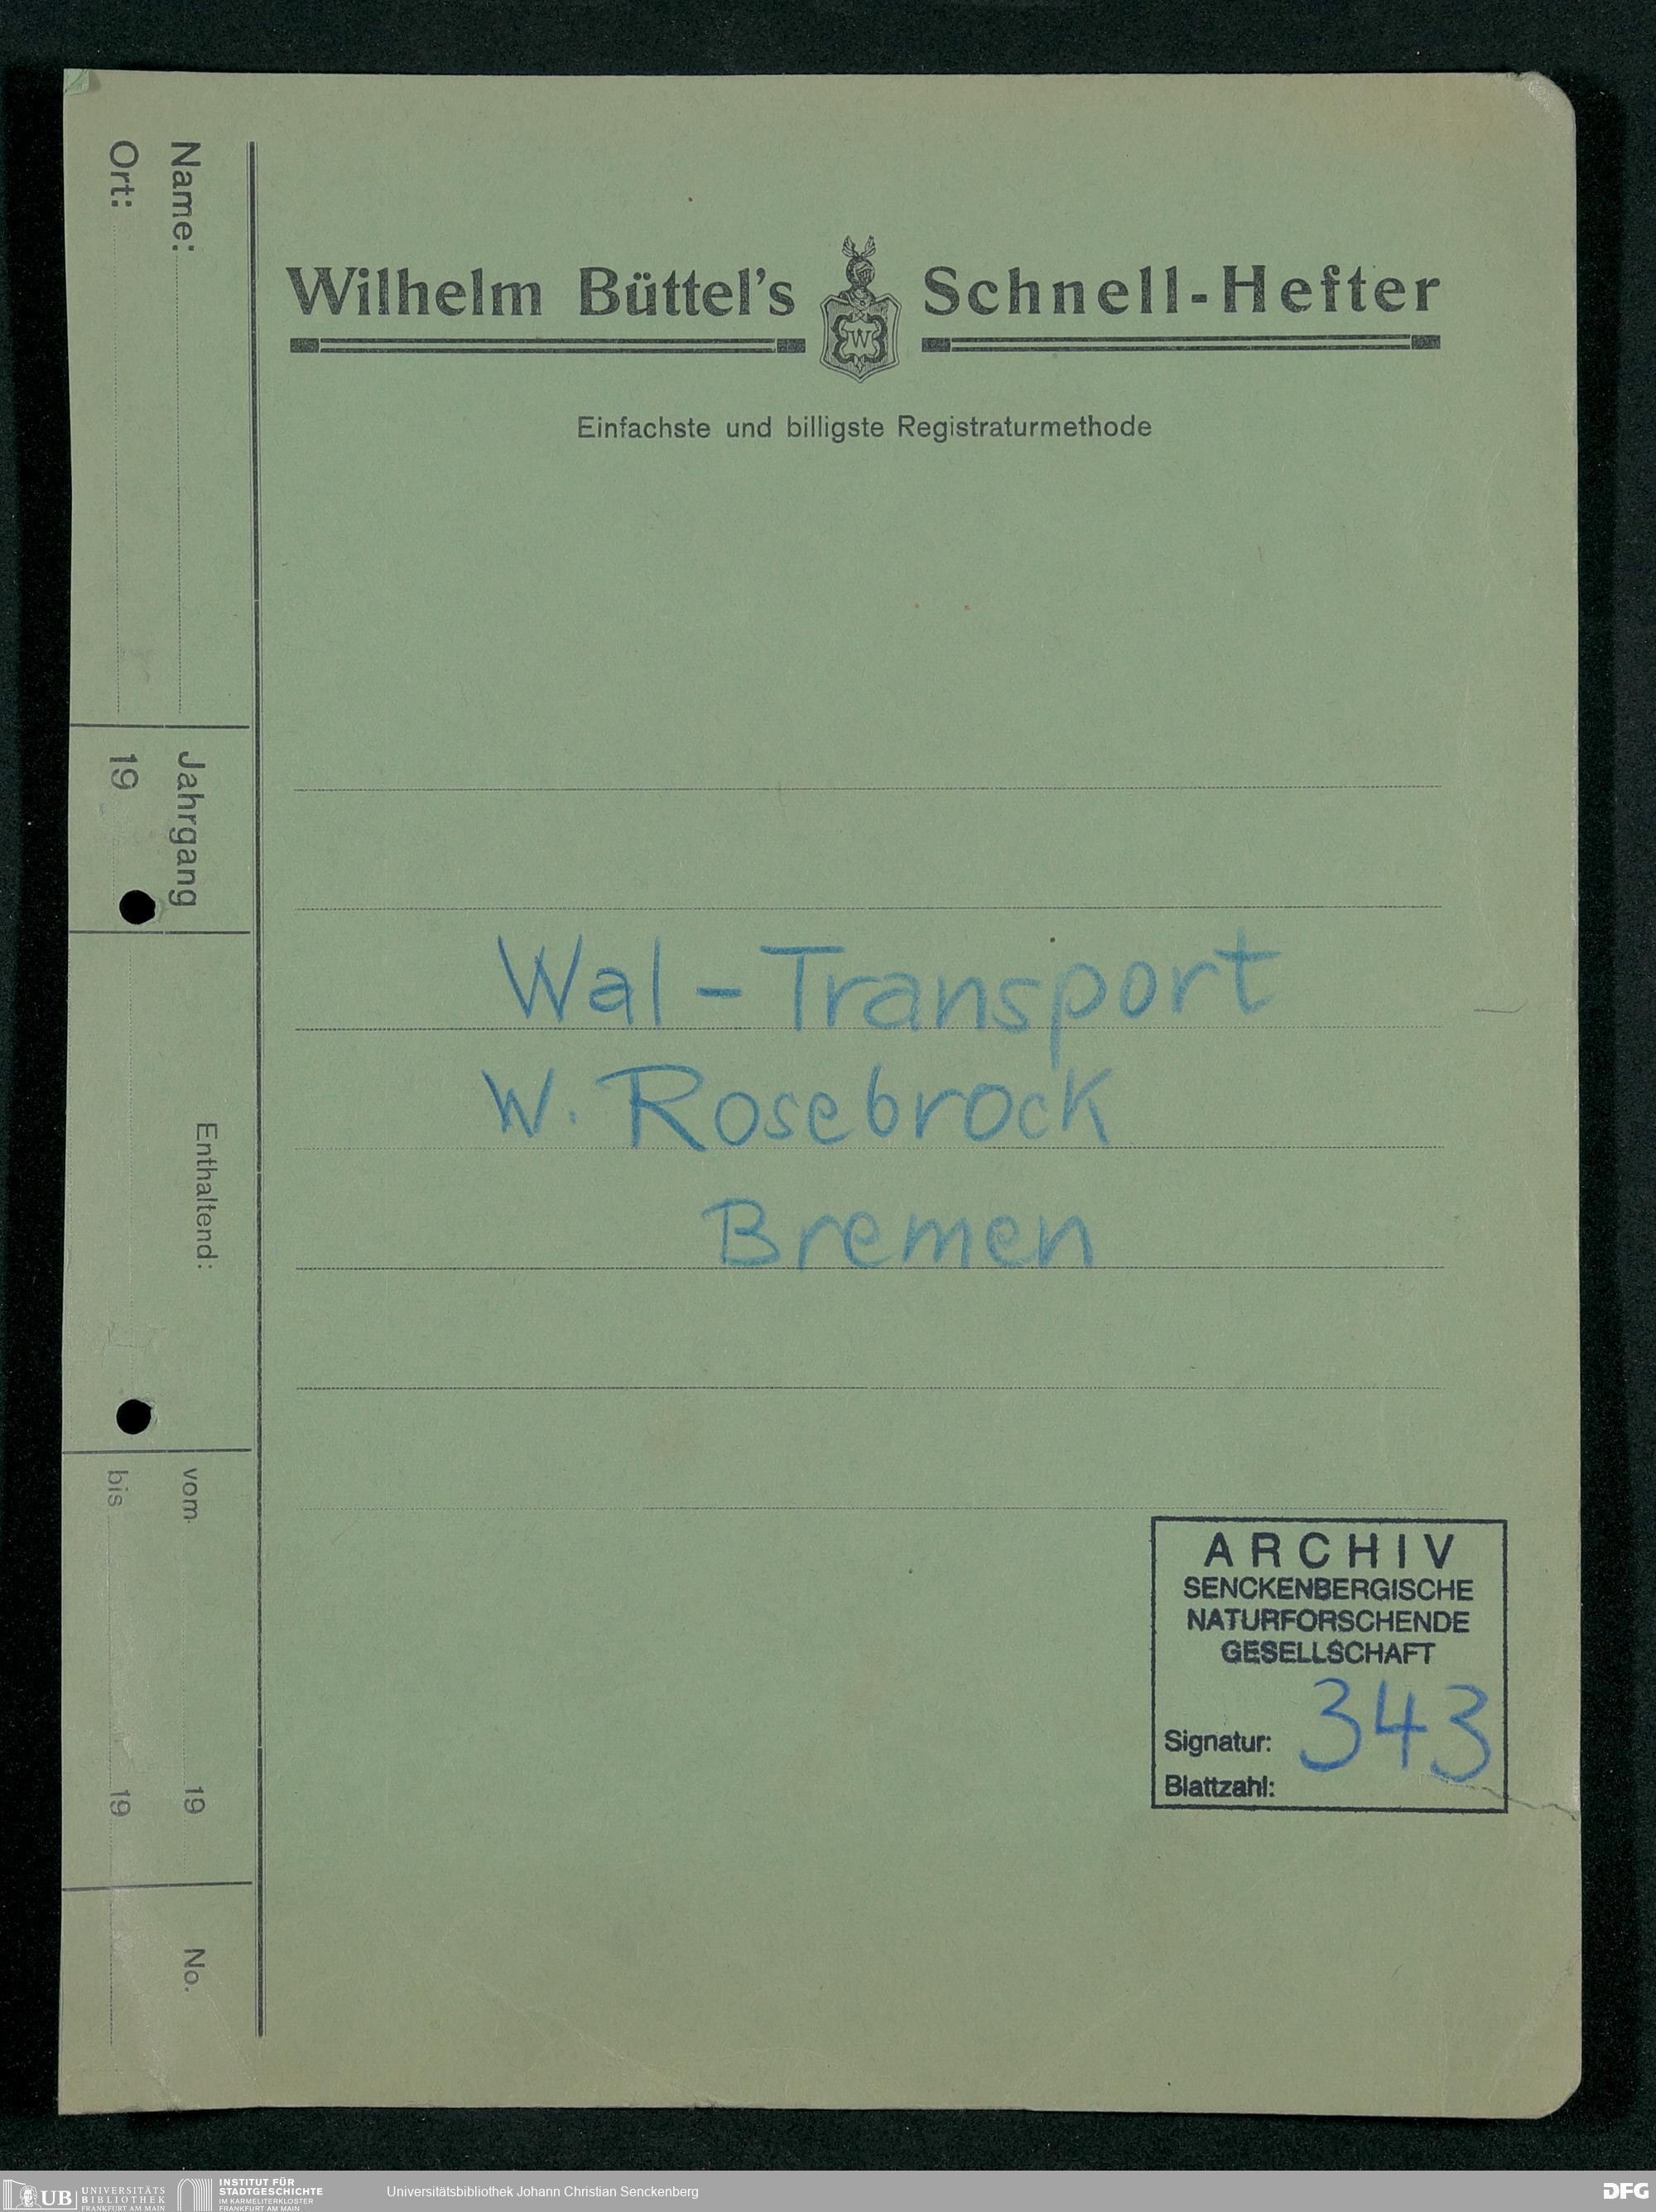 Wilhelm Büttel's Schnell-Hefter
W
Einfachste und billigste Registraturmethode
Name:
Ort:
Jahrgang
19
Enthaltend:
vom 19
bis 19
No.
Wal-Transport
W. Rosebrock
Bremen
ARCHIV
SENCKENBERGISCHE
NATURFORSCHENDE
GESELLSCHAFT
Signatur: 343
Blattzahl:
UB UNIVERSITÄTS
BIBLIOTHEK
FRANKFURT AM MAIN
INSTITUT FÜR
STADTGESCHICHTE
IM KARMELITERKLOSTER
FRANKFURT AM MAIN
Universitätsbibliothek Johann Christian Senckenberg
DFG